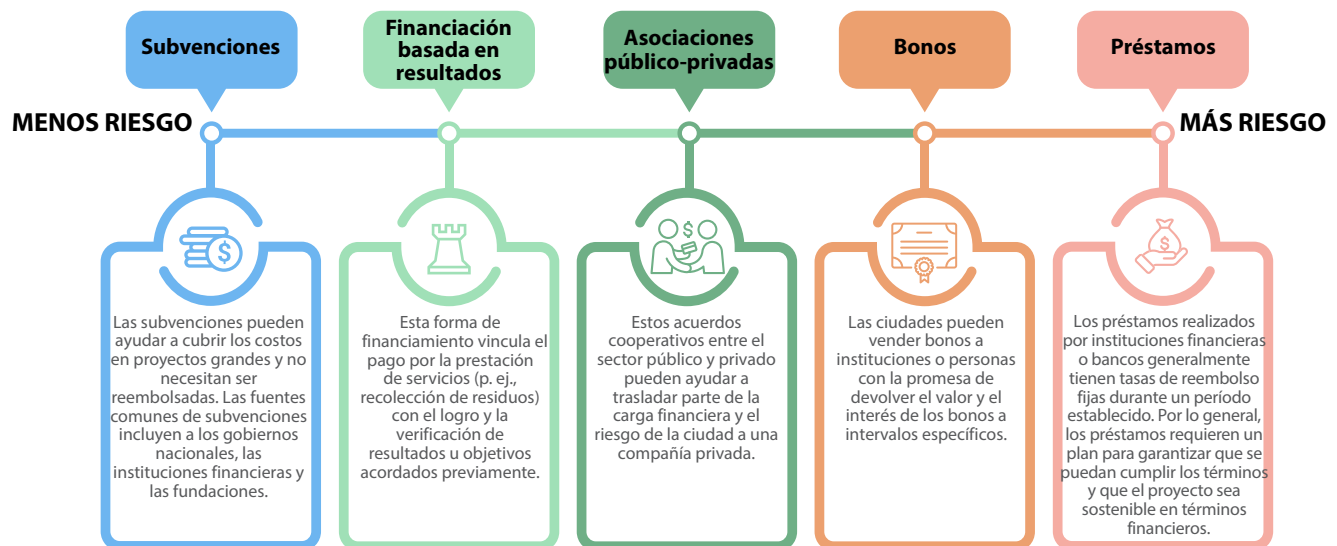 Subvenciones
Financiación
basada en
resultados
Asociaciones
público-privadas
Bonos
Préstamos
MENOS RIESGO
MÁS RIESGO
$
Las subvenciones pueden
ayudar a cubrir los costos
en proyectos grandes y no
necesitan ser
reembolsadas. Las fuentes
comunes de subvenciones
incluyen a los gobiernos
nacionales, las
instituciones financieras y
las fundaciones.
Esta forma de
financiamiento vincula el
pago por la prestación
de servicios (p. ej.,
recolección de residuos)
con el logro y la
verificación de
resultados u objetivos
acordados previamente.
$
Estos acuerdos
cooperativos entre el
sector público y privado
pueden ayudar a
trasladar parte de la
carga financiera y el
riesgo de la ciudad a una
compañía privada.
Las ciudades pueden
vender bonos a
instituciones o personas
con la promesa de
devolver el valor y el
interés de los bonos a
intervalos específicos.
$
Los préstamos realizados
por instituciones financieras
o bancos generalmente
tienen tasas de reembolso
fijas durante un período
establecido. Por lo general,
los préstamos requieren un
plan para garantizar que se
puedan cumplir los términos
y que el proyecto sea
sostenible en términos
financieros.